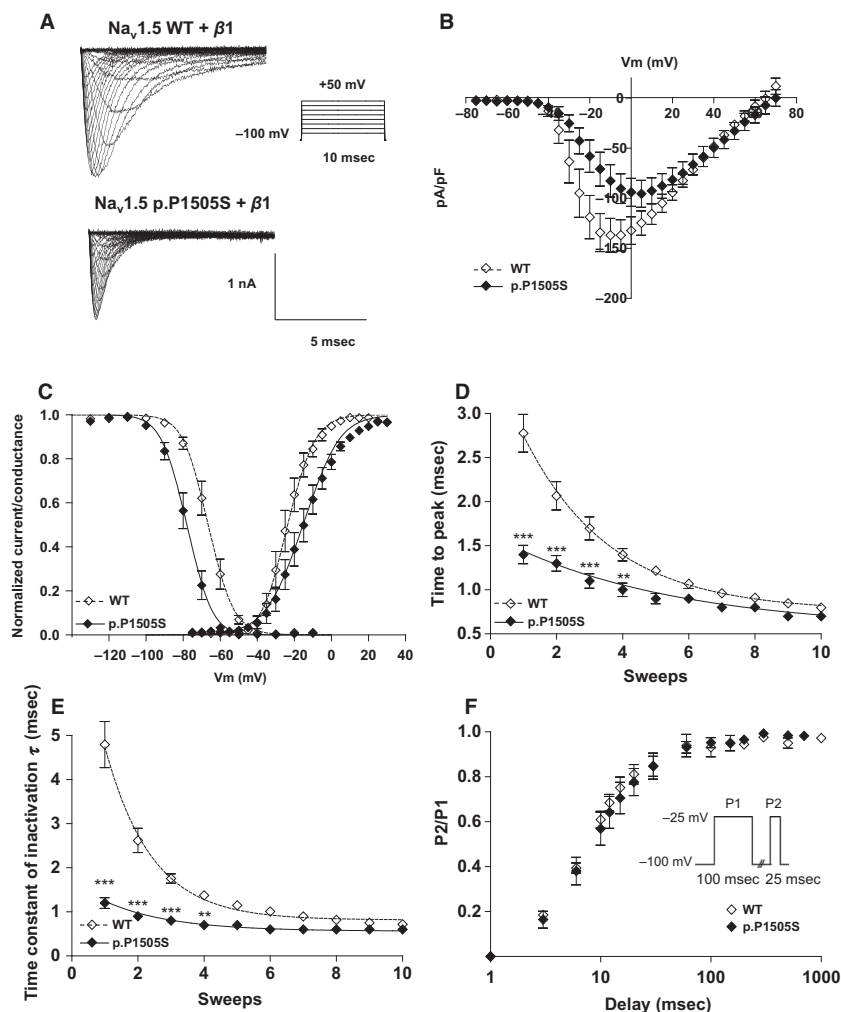 A
Nav1.5 WT + β1
+50 mV
−100 mV
10 msec
Nav1.5 p.P1505S + β1
1 nA
5 msec
B
Vm (mV)
−80 −60 −40 −20 20 40 60 80
0
−50
−100
−150
−200
pA/pF
WT
p.P1505S
C
Normalized current/conductance
1.0
0.8
0.6
0.4
0.2
0.0
WT
p.P1505S
−120 −100 −80 −60 −40 −20 0 20 40
Vm (mV)
D
Time to peak (msec)
3.0
2.5
2.0
1.5
1.0
0.5
*** *** *** **
WT
p.P1505S
0 2 4 6 8 10
Sweeps
E
Time constant of inactivation τ (msec)
5
4
3
2
1
0
*** *** *** **
WT
p.P1505S
0 2 4 6 8 10
Sweeps
F
P2/P1
1.0
0.8
0.6
0.4
0.2
P1 P2
−25 mV
−100 mV
100 msec 25 msec
WT
p.P1505S
1 10 100 1000
Delay (msec)